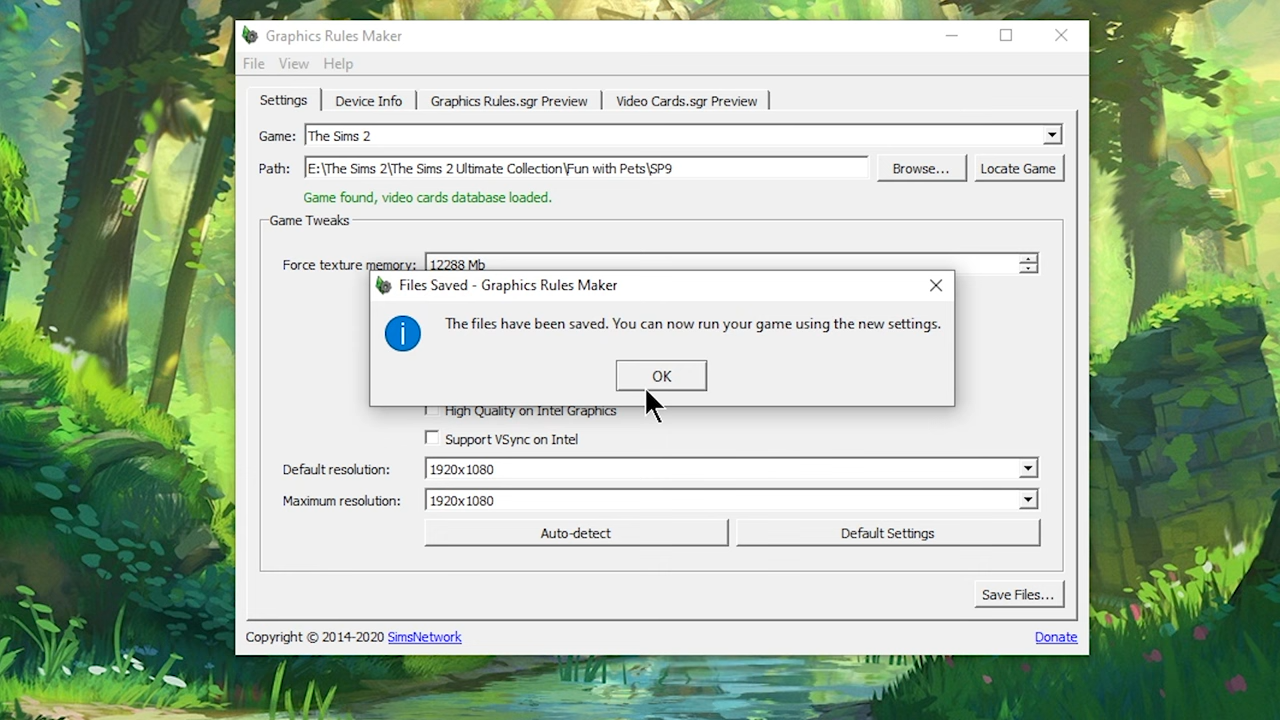 Graphics Rules Maker
File View Help
Settings Device Info Graphics Rules.sgr Preview Video Cards.sgr Preview
Game: The Sims 2
Path: E:\The Sims 2\The Sims 2 Ultimate Collection\Fun with Pets\SP9 Browse... Locate Game
Game found, video cards database loaded.
Game Tweaks
Force texture memory: 12288 Mb
Files Saved - Graphics Rules Maker
The files have been saved. You can now run your game using the new settings.
OK
High Quality on Intel Graphics
Support VSync on Intel
Default resolution: 1920x1080
Maximum resolution: 1920x1080
Auto-detect Default Settings
Save Files...
Copyright © 2014-2020 SimsNetwork Donate